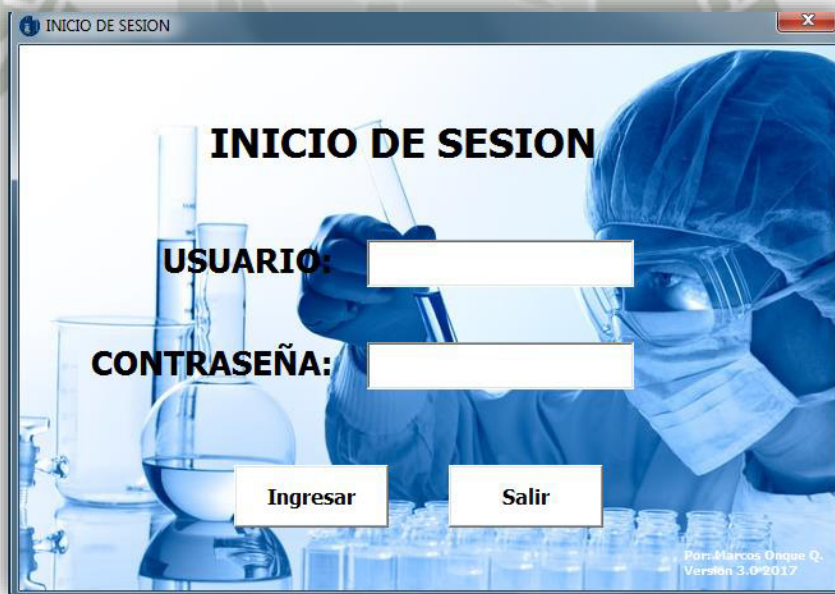 INICIO DE SESION
INICIO DE SESION
USUARIO:
CONTRASEÑA:
Ingresar
Salir
Por: Marcos Onque Q.
Version 3.0 2017